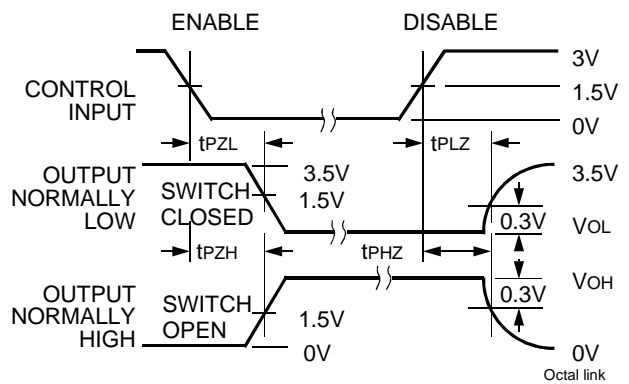 ENABLE DISABLE
3V
CONTROL
INPUT
1.5V
0V
tPZL tPLZ
OUTPUT
NORMALLY
LOW
SWITCH
CLOSED
3.5V
1.5V
3.5V
0.3V
VOL
tPZH tPHZ
OUTPUT
NORMALLY
HIGH
SWITCH
OPEN
1.5V
0V
VOH
0.3V
0V
Octal link